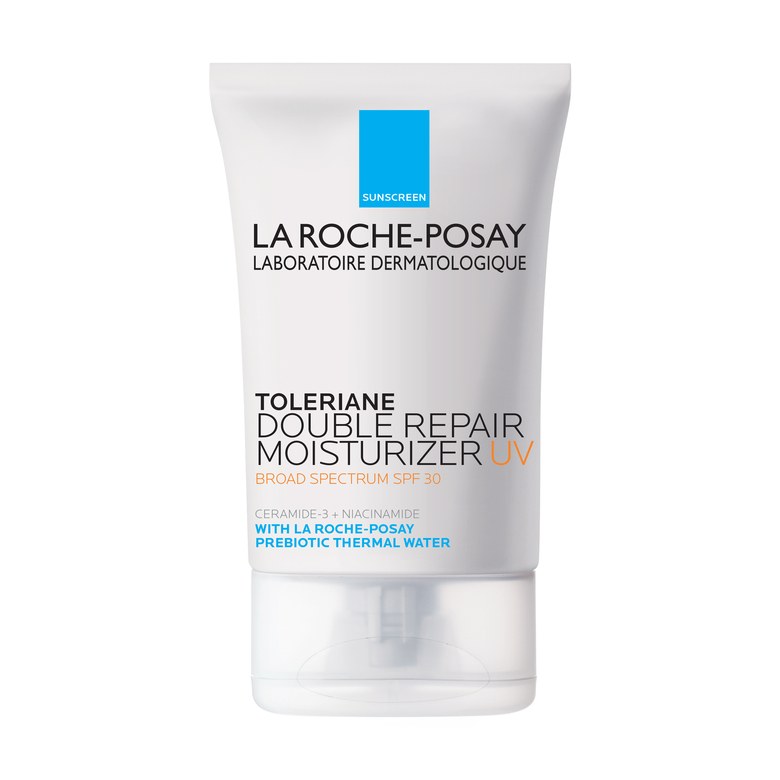 SUNSCREEN
LA ROCHE-POSAY
LABORATOIRE DERMATOLOGIQUE
TOLERIANE
DOUBLE REPAIR
MOISTURIZER UV
BROAD SPECTRUM SPF 30
CERAMIDE-3 + NIACINAMIDE
WITH LA ROCHE-POSAY
PREBIOTIC THERMAL WATER